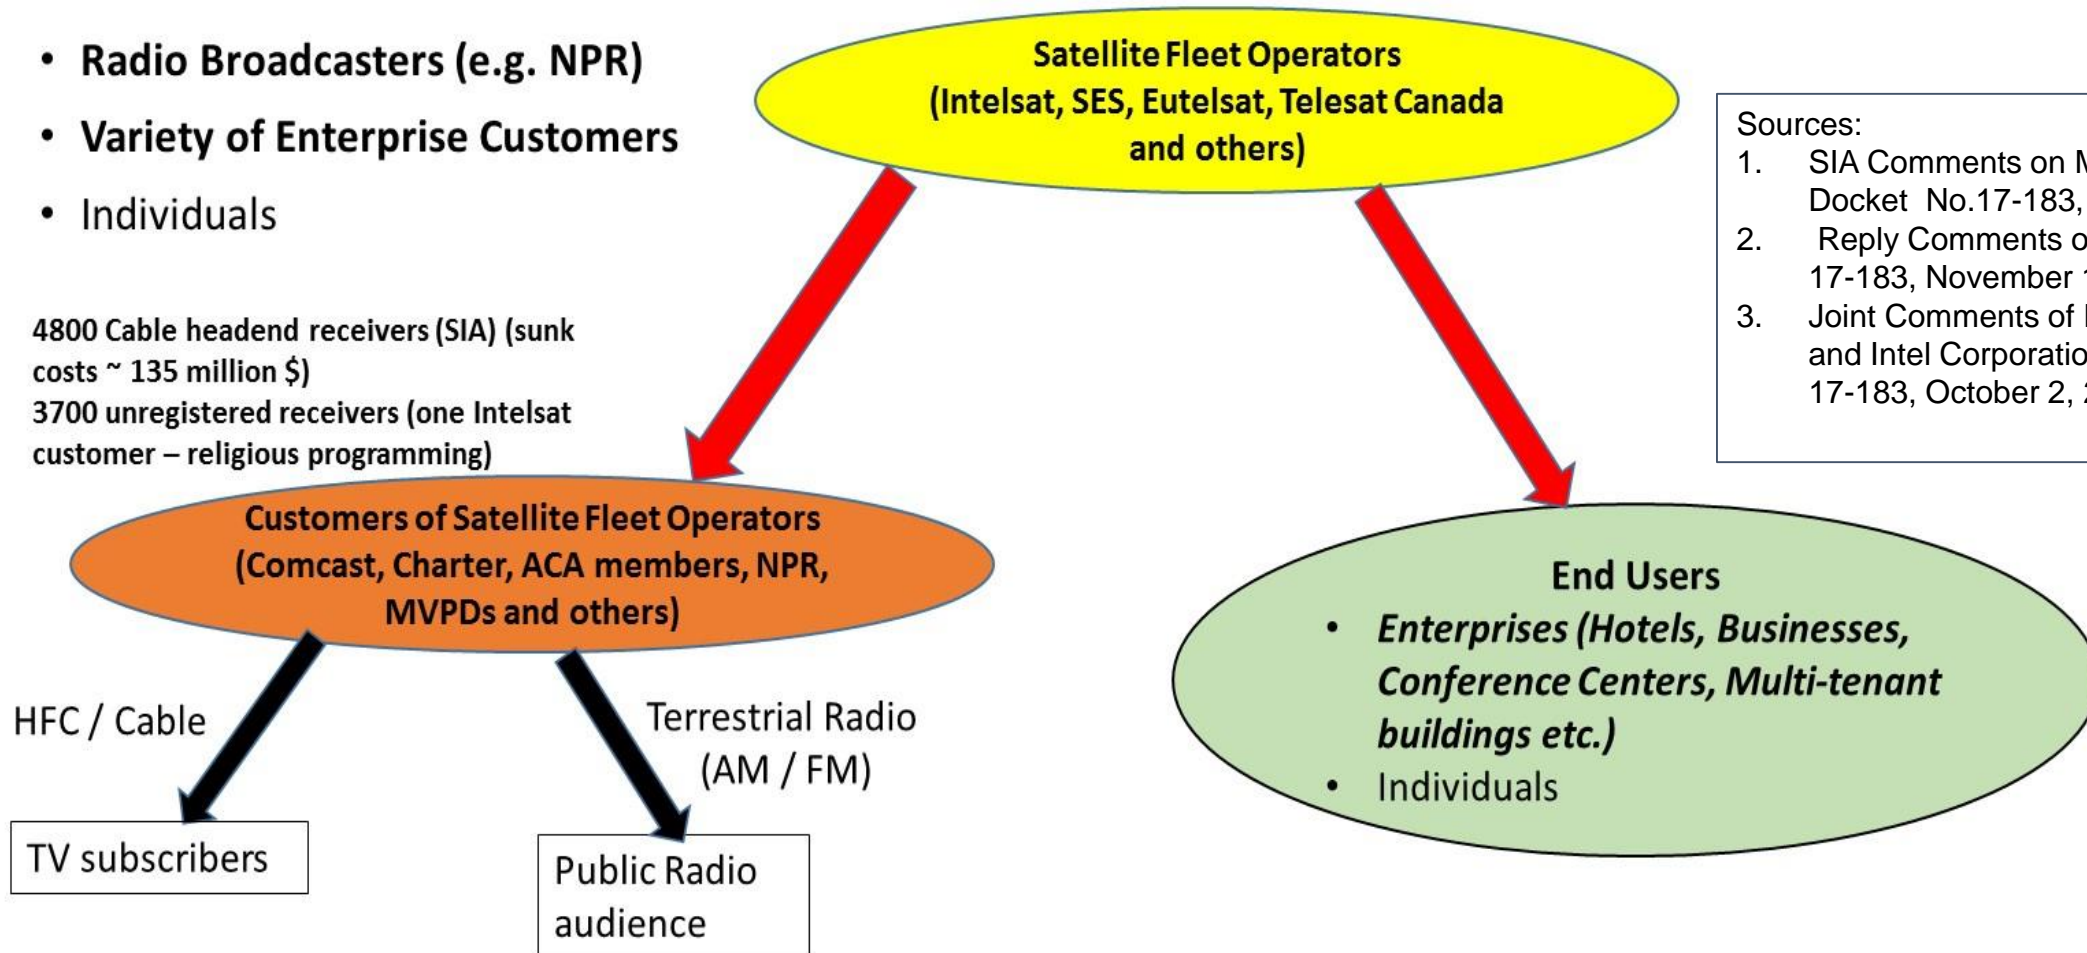 • Radio Broadcasters (e.g. NPR)
• Variety of Enterprise Customers
• Individuals
Satellite Fleet Operators
(Intelsat, SES, Eutelsat, Telesat Canada
and others)
Sources:
1. SIA Comments on
Docket No.17-183,
2. Reply Comments
17-183, November
3. Joint Comments of
and Intel
17-183, October 2,
4800 Cable headend receivers (SIA) (sunk
costs ~ 135 million $)
3700 unregistered receivers (one Intelsat
customer – religious programming)
Customers of Satellite Fleet Operators
(Comcast, Charter, ACA members, NPR,
MVPDs and others)
End Users
• Enterprises (Hotels, Businesses,
Conference Centers, Multi-tenant
buildings etc.)
• Individuals
HFC / Cable
Terrestrial Radio
(AM / FM)
TV subscribers
Public Radio
audience